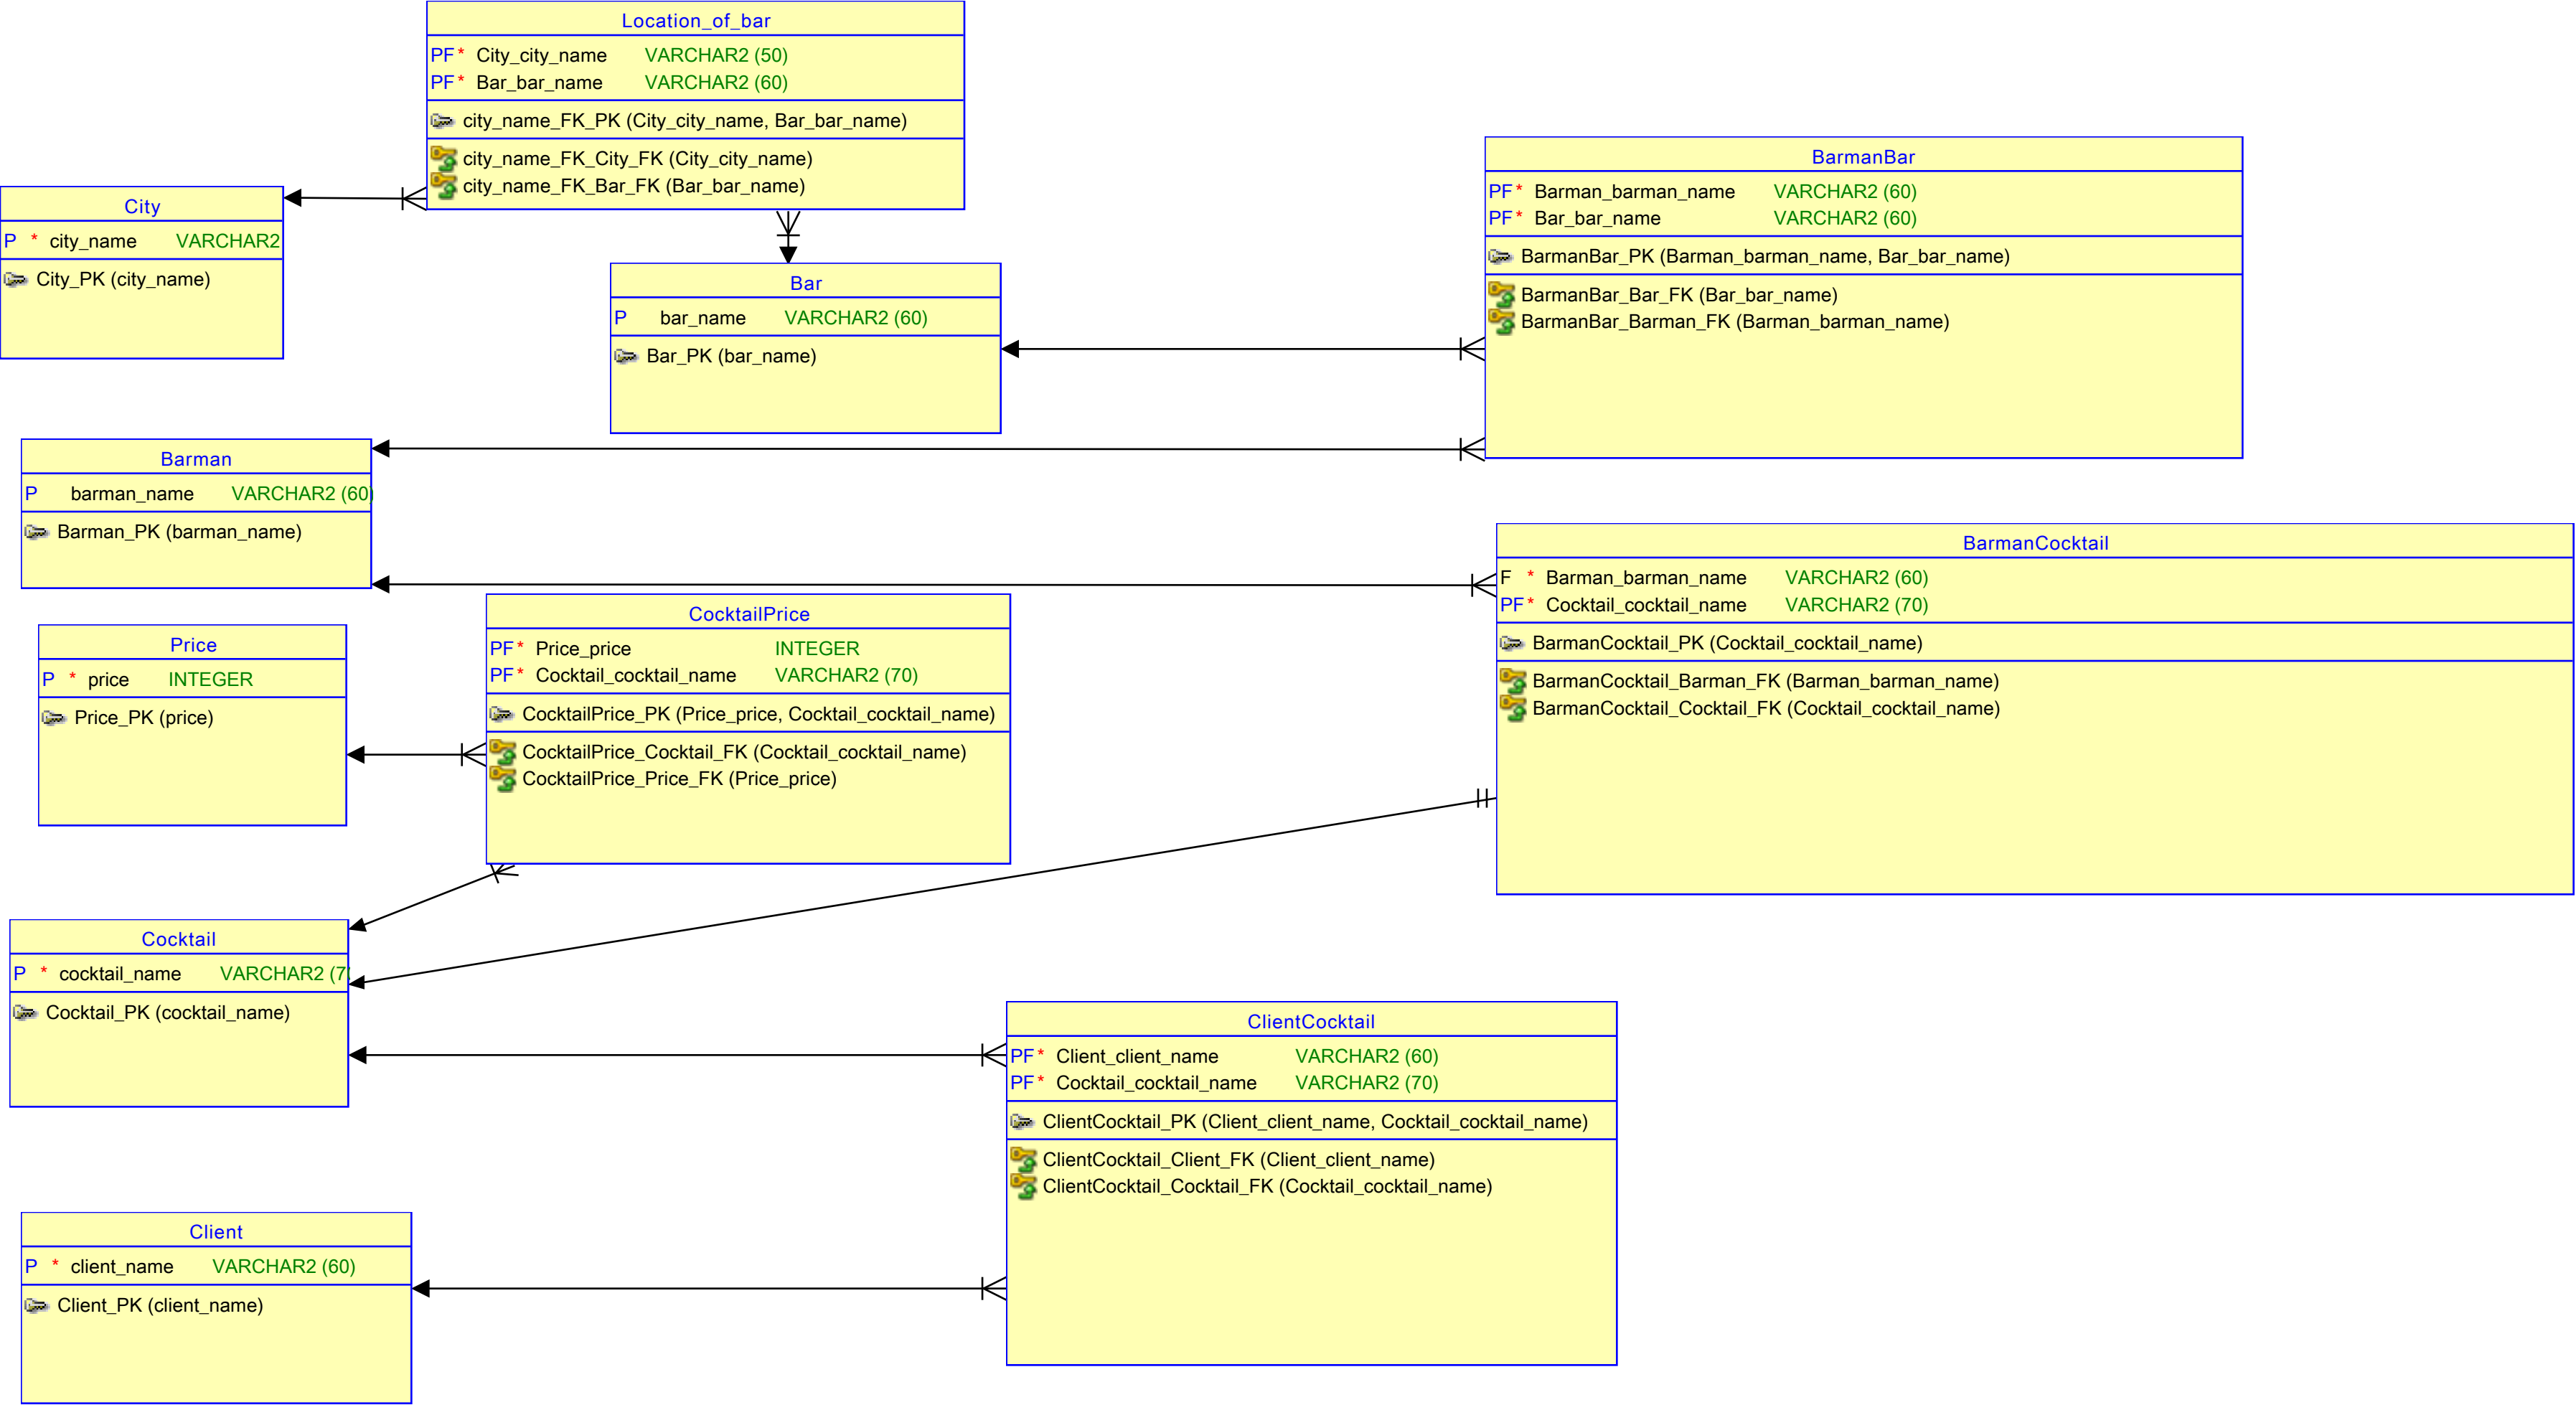 Location_of_bar
PF * City_city_name VARCHAR2 (50)
PF * Bar_bar_name VARCHAR2 (60)
city_name_FK_PK (City_city_name, Bar_bar_name)
city_name_FK_City_FK (City_city_name)
city_name_FK_Bar_FK (Bar_bar_name)
City
P * city_name VARCHAR2
City_PK (city_name)
Bar
P bar_name VARCHAR2 (60)
Bar_PK (bar_name)
BarmanBar
PF * Barman_barman_name VARCHAR2 (60)
PF * Bar_bar_name VARCHAR2 (60)
BarmanBar_PK (Barman_barman_name, Bar_bar_name)
BarmanBar_Bar_FK (Bar_bar_name)
BarmanBar_Barman_FK (Barman_barman_name)
Barman
P barman_name VARCHAR2 (60)
Barman_PK (barman_name)
BarmanCocktail
F * Barman_barman_name VARCHAR2 (60)
PF * Cocktail_cocktail_name VARCHAR2 (70)
BarmanCocktail_PK (Cocktail_cocktail_name)
BarmanCocktail_Barman_FK (Barman_barman_name)
BarmanCocktail_Cocktail_FK (Cocktail_cocktail_name)
CocktailPrice
PF * Price_price INTEGER
PF * Cocktail_cocktail_name VARCHAR2 (70)
CocktailPrice_PK (Price_price, Cocktail_cocktail_name)
CocktailPrice_Cocktail_FK (Cocktail_cocktail_name)
CocktailPrice_Price_FK (Price_price)
Price
P * price INTEGER
Price_PK (price)
Cocktail
P * cocktail_name VARCHAR2 (7
Cocktail_PK (cocktail_name)
ClientCocktail
PF * Client_client_name VARCHAR2 (60)
PF * Cocktail_cocktail_name VARCHAR2 (70)
ClientCocktail_PK (Client_client_name, Cocktail_cocktail_name)
ClientCocktail_Client_FK (Client_client_name)
ClientCocktail_Cocktail_FK (Cocktail_cocktail_name)
Client
P * client_name VARCHAR2 (60)
Client_PK (client_name)